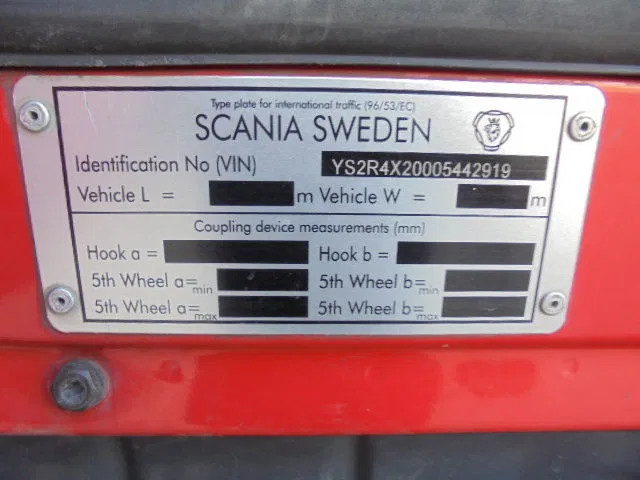 Type plate for international traffic (96/53/EC)
SCANIA SWEDEN
Identification No (VIN) YS2R4X20005442919
Vehicle L = m Vehicle W = m
Coupling device measurements (mm)
Hook a = Hook b =
5th Wheel a=min 5th Wheel b=min
5th Wheel a=max 5th Wheel b=max